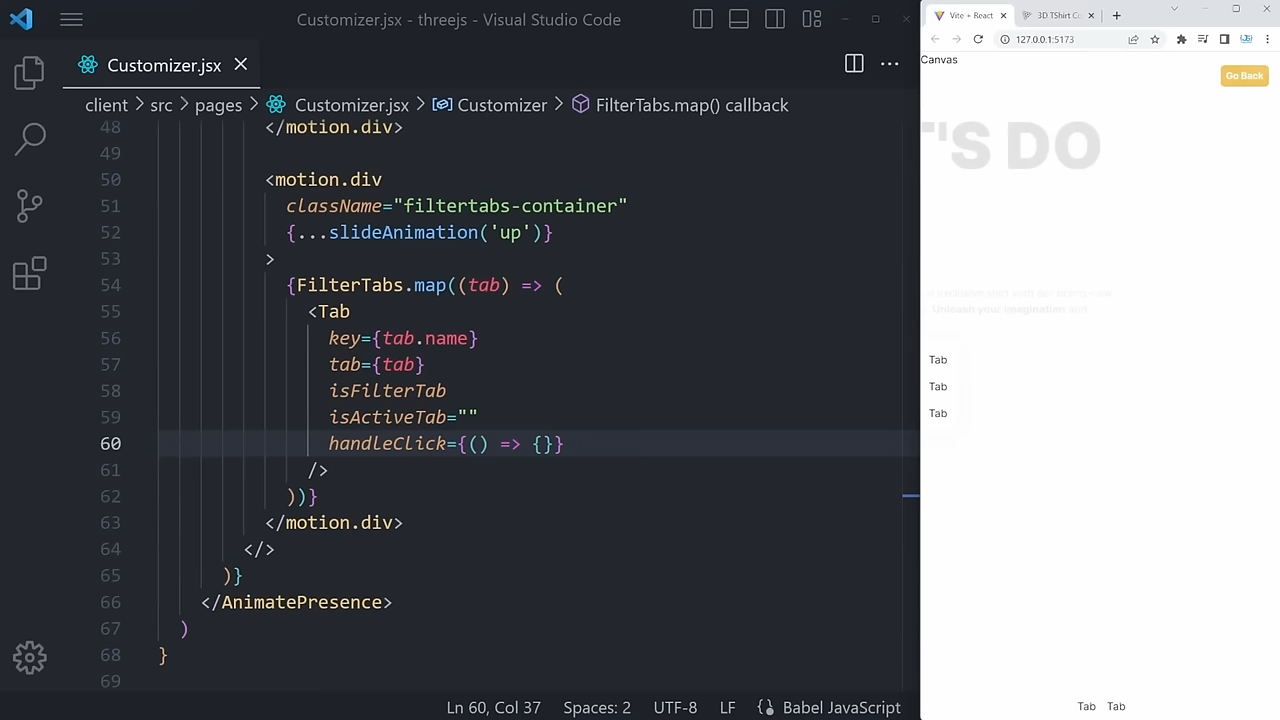 Customizer.jsx - threejs - Visual Studio Code
Customizer.jsx
client > src > pages > Customizer.jsx > Customizer > FilterTabs.map() callback
48 </motion.div>
49
50 <motion.div
51 className="filtertabs-container"
52 {...slideAnimation('up')}
53 >
54 {FilterTabs.map((tab) => (
55 <Tab
56 key={tab.name}
57 tab={tab}
58 isFilterTab
59 isActiveTab=""
60 handleClick={() => {}}
61 />
62 ))}
63 </motion.div>
64 </>
65 )}
66 </AnimatePresence>
67 )
68 }
69
Ln 60, Col 37 Spaces: 2 UTF-8 LF Babel JavaScript
Vite + React
3D TShirt Cu
127.0.0.1:5173
Canvas
Go Back
'S DO
Unleash your imagination and
Tab
Tab
Tab
Tab Tab